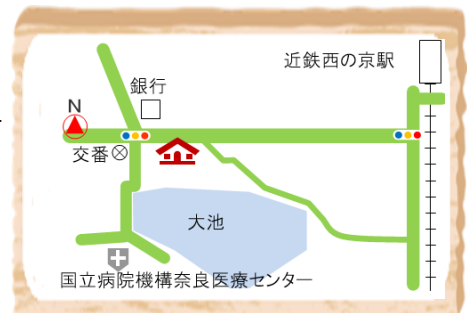 近鉄西の京駅
銀行
N
交番
大池
国立病院機構奈良医療センター